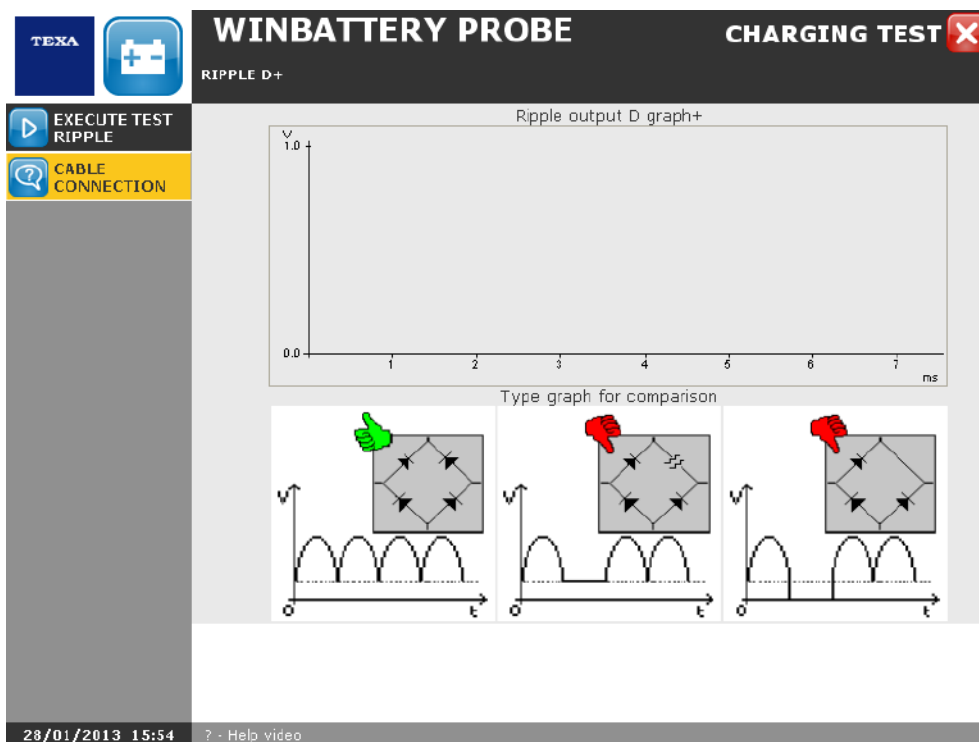 TEXA
WINBATTERY PROBE
CHARGING TEST
RIPPLE D+
EXECUTE TEST
RIPPLE
CABLE
CONNECTION
Ripple output D graph+
V
1.0
0.0
1 2 3 4 5 6 7
ms
Type graph for comparison
V
0
t
V
0
t
V
0
t
28/01/2013 15:54
? - Help video